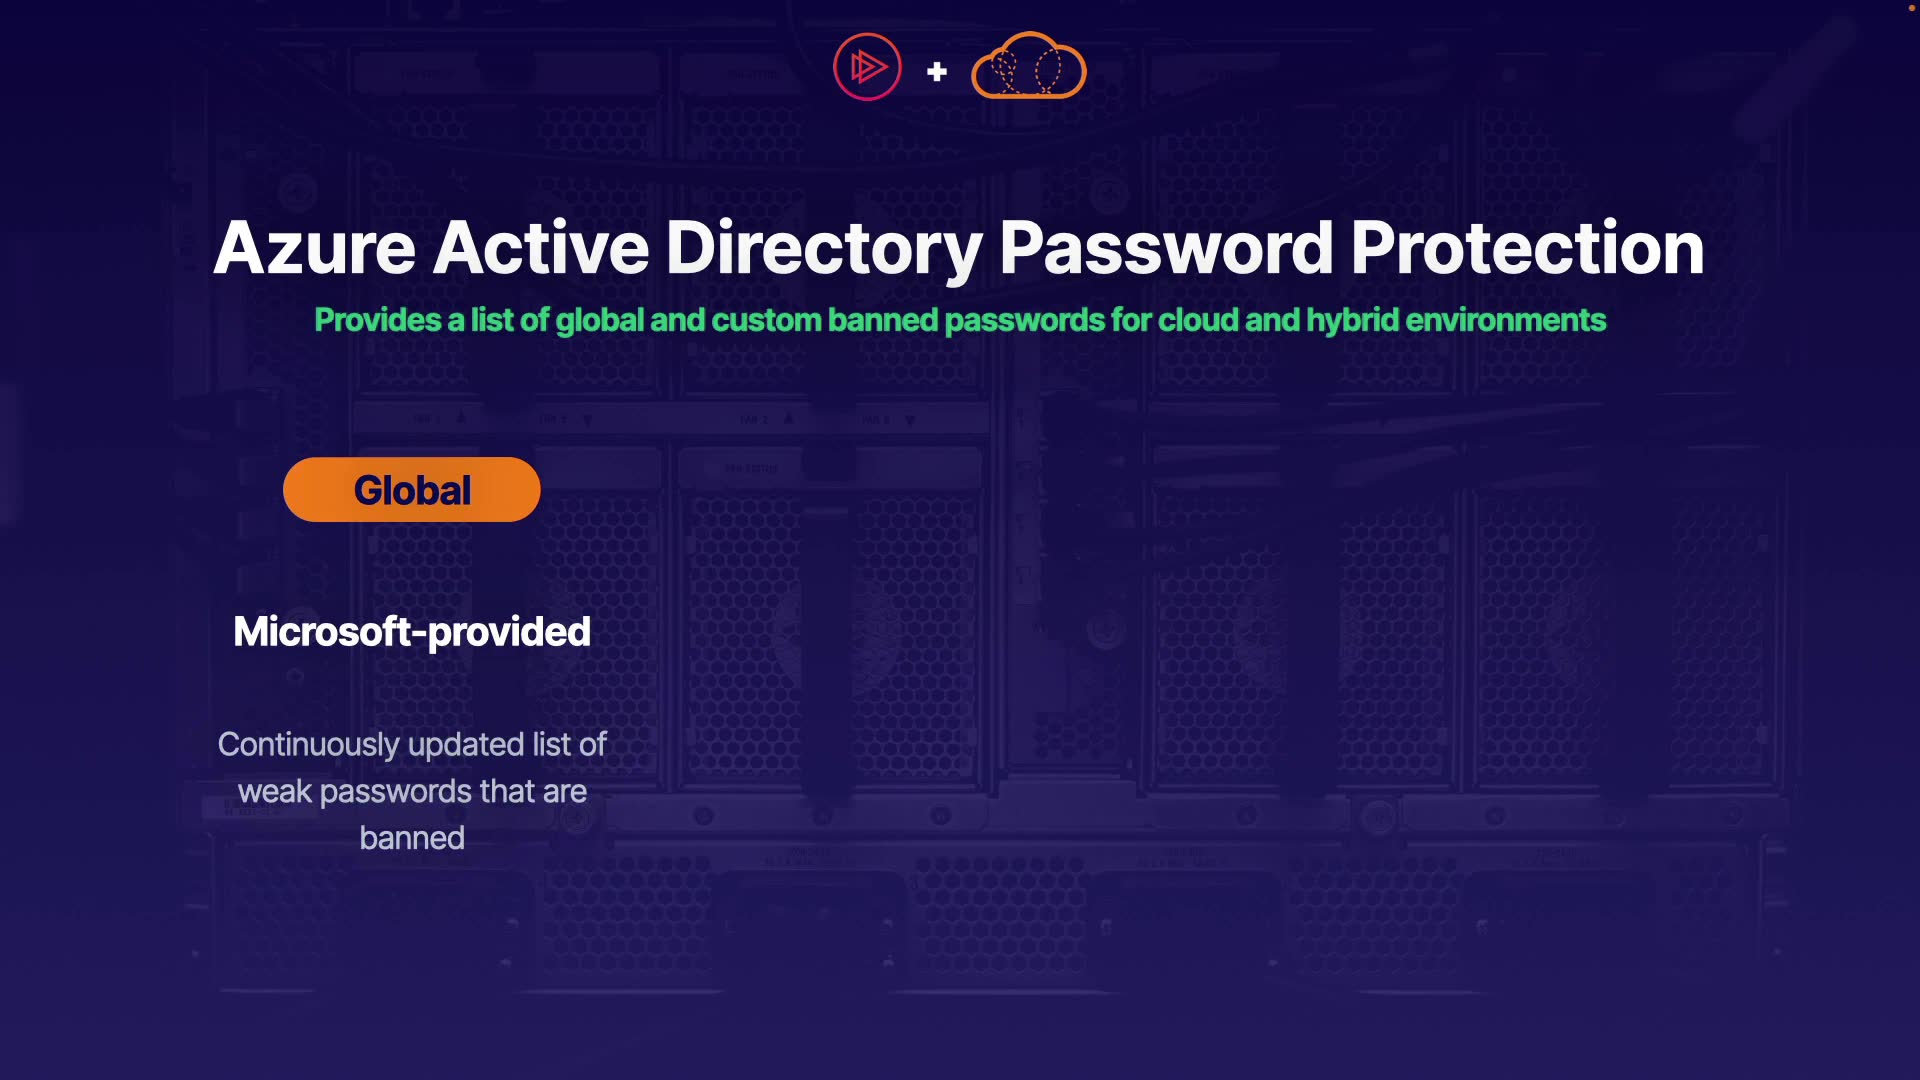 Azure Active Directory Password Protection
Provides a list of global and custom banned passwords for cloud and hybrid environments
Global
Microsoft-provided
Continuously updated list of
weak passwords that are
banned